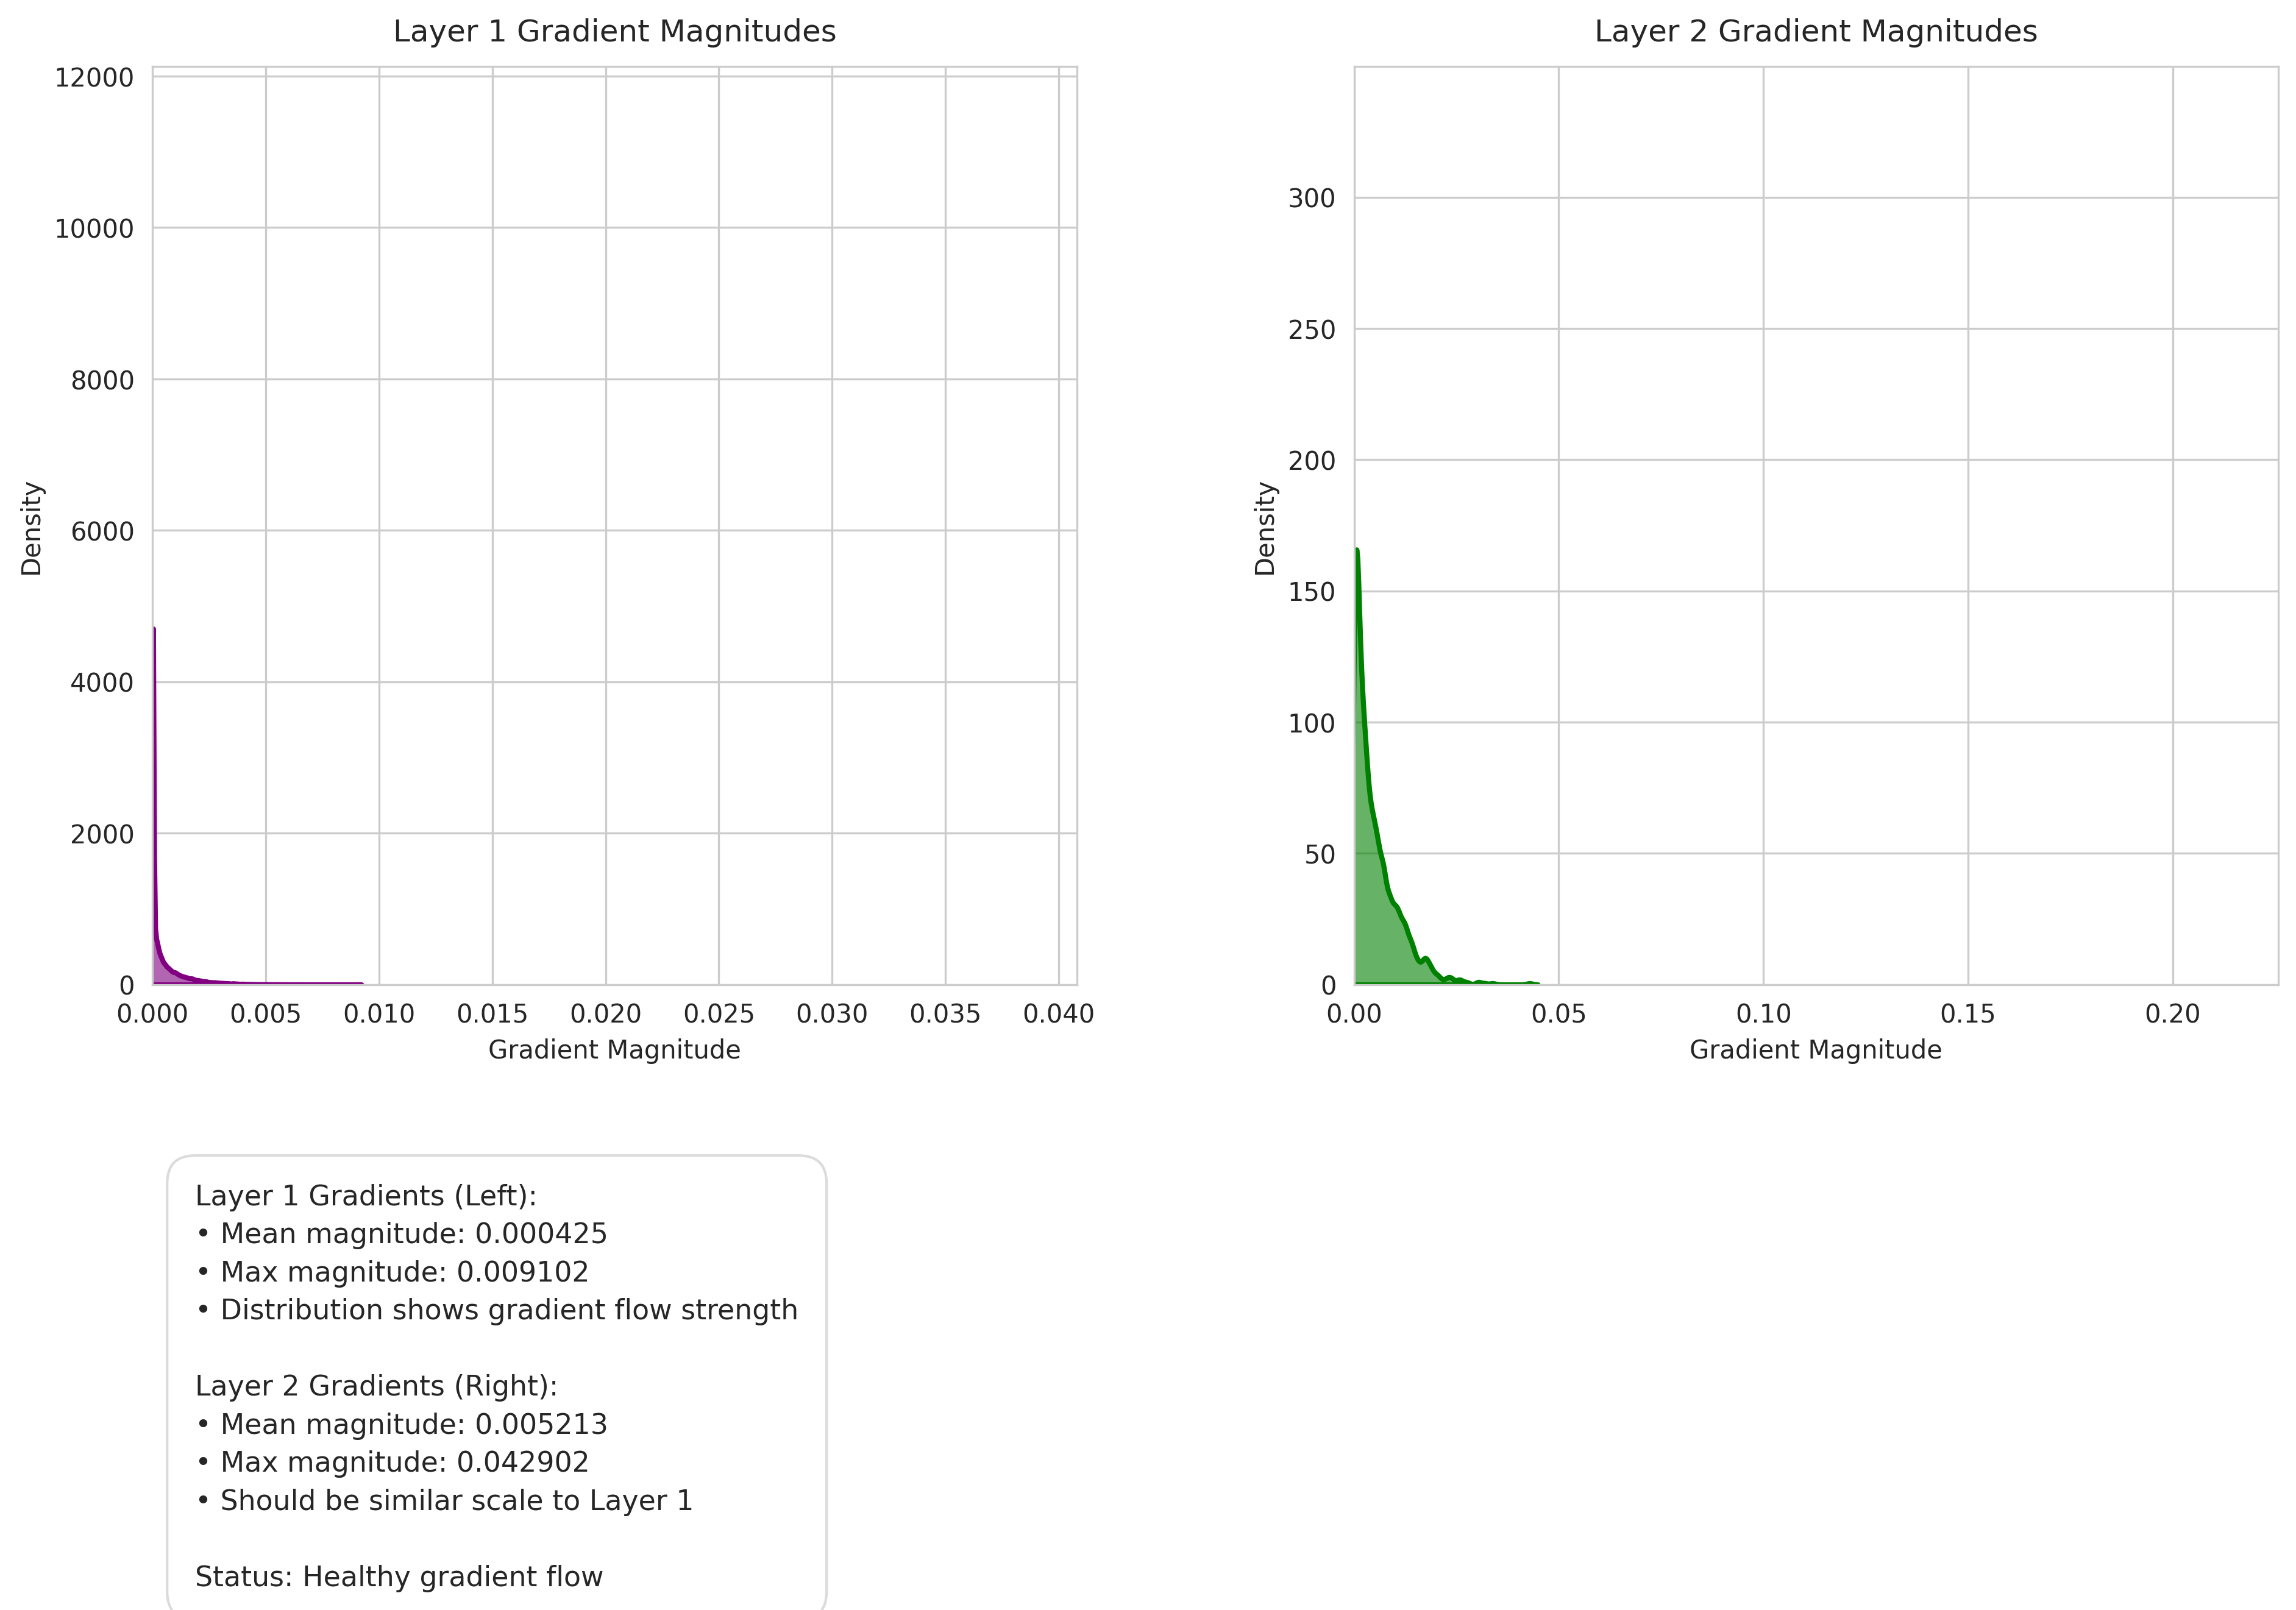 Layer 1 Gradient Magnitudes
12000
10000
8000
6000
4000
2000
0
Density
0.000 0.005 0.010 0.015 0.020 0.025 0.030 0.035 0.040
Gradient Magnitude
Layer 2 Gradient Magnitudes
300
250
200
150
100
50
0
Density
0.00 0.05 0.10 0.15 0.20
Gradient Magnitude
Layer 1 Gradients (Left):
• Mean magnitude: 0.000425
• Max magnitude: 0.009102
• Distribution shows gradient flow strength
Layer 2 Gradients (Right):
• Mean magnitude: 0.005213
• Max magnitude: 0.042902
• Should be similar scale to Layer 1
Status: Healthy gradient flow